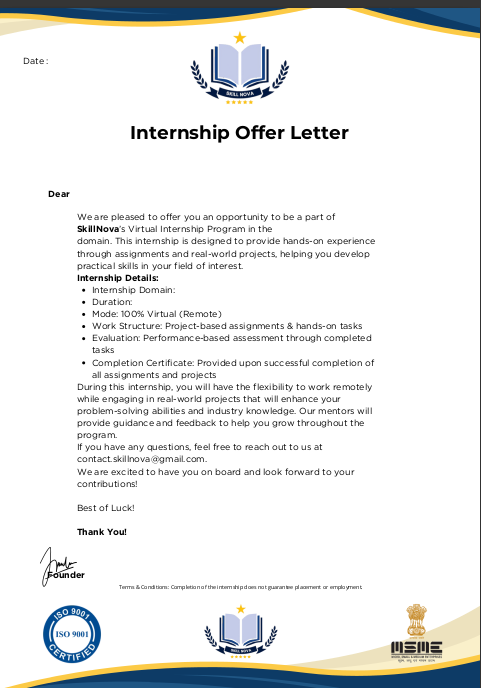 Date :
SKILL NOVA
Internship Offer Letter
Dear
We are pleased to offer you an opportunity to be a part of
SkillNova's Virtual Internship Program in the
domain. This internship is designed to provide hands-on experience
through assignments and real-world projects, helping you develop
practical skills in your field of interest.
Internship Details:
• Internship Domain:
• Duration:
• Mode: 100% Virtual (Remote)
• Work Structure: Project-based assignments & hands-on tasks
• Evaluation: Performance-based assessment through completed
tasks
• Completion Certificate: Provided upon successful completion of
all assignments and projects
During this internship, you will have the flexibility to work remotely
while engaging in real-world projects that will enhance your
problem-solving abilities and industry knowledge. Our mentors will
provide guidance and feedback to help you grow throughout the
program.
If you have any questions, feel free to reach out to us at
contact.skillnova@gmail.com.
We are excited to have you on board and look forward to your
contributions!
Best of Luck!
Thank You!
Founder
Terms & Conditions: Completion of the internship does not guarantee placement or employment.
ISO 9001
ISO 9001
CERTIFIED
SKILL NOVA
MSME